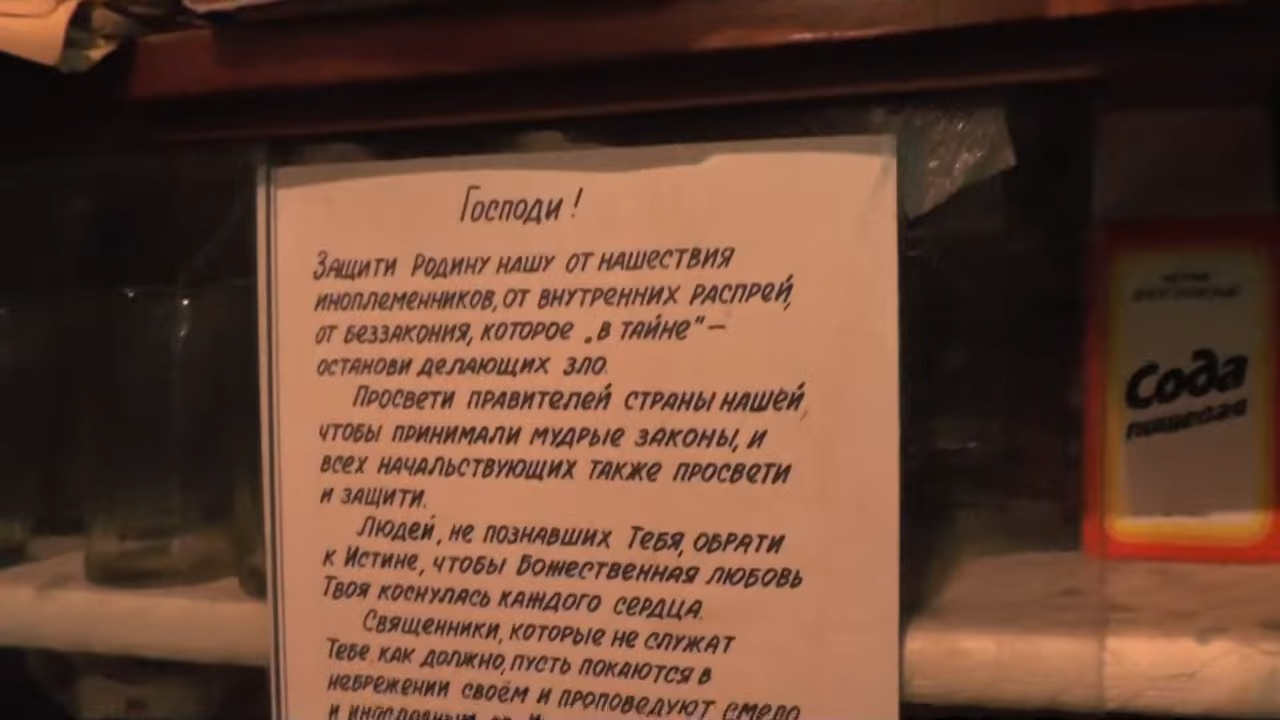 Господи!
Защити Родину нашу от нашествия
иноплеменников, от внутренних распрей,
от беззакония, которое „в тайне" –
останови делающих зло.
Просвети правителей страны нашей,
чтобы принимали мудрые законы, и
всех начальствующих также просвети
и защити.
Людей, не познавших Тебя, обрати
к Истине, чтобы Божественная любовь
Твоя коснулась каждого сердца.
Священники, которые не служат
Тебе как должно, пусть покаются в
небрежении своём и проповедуют смело
и
Сода
пищевая